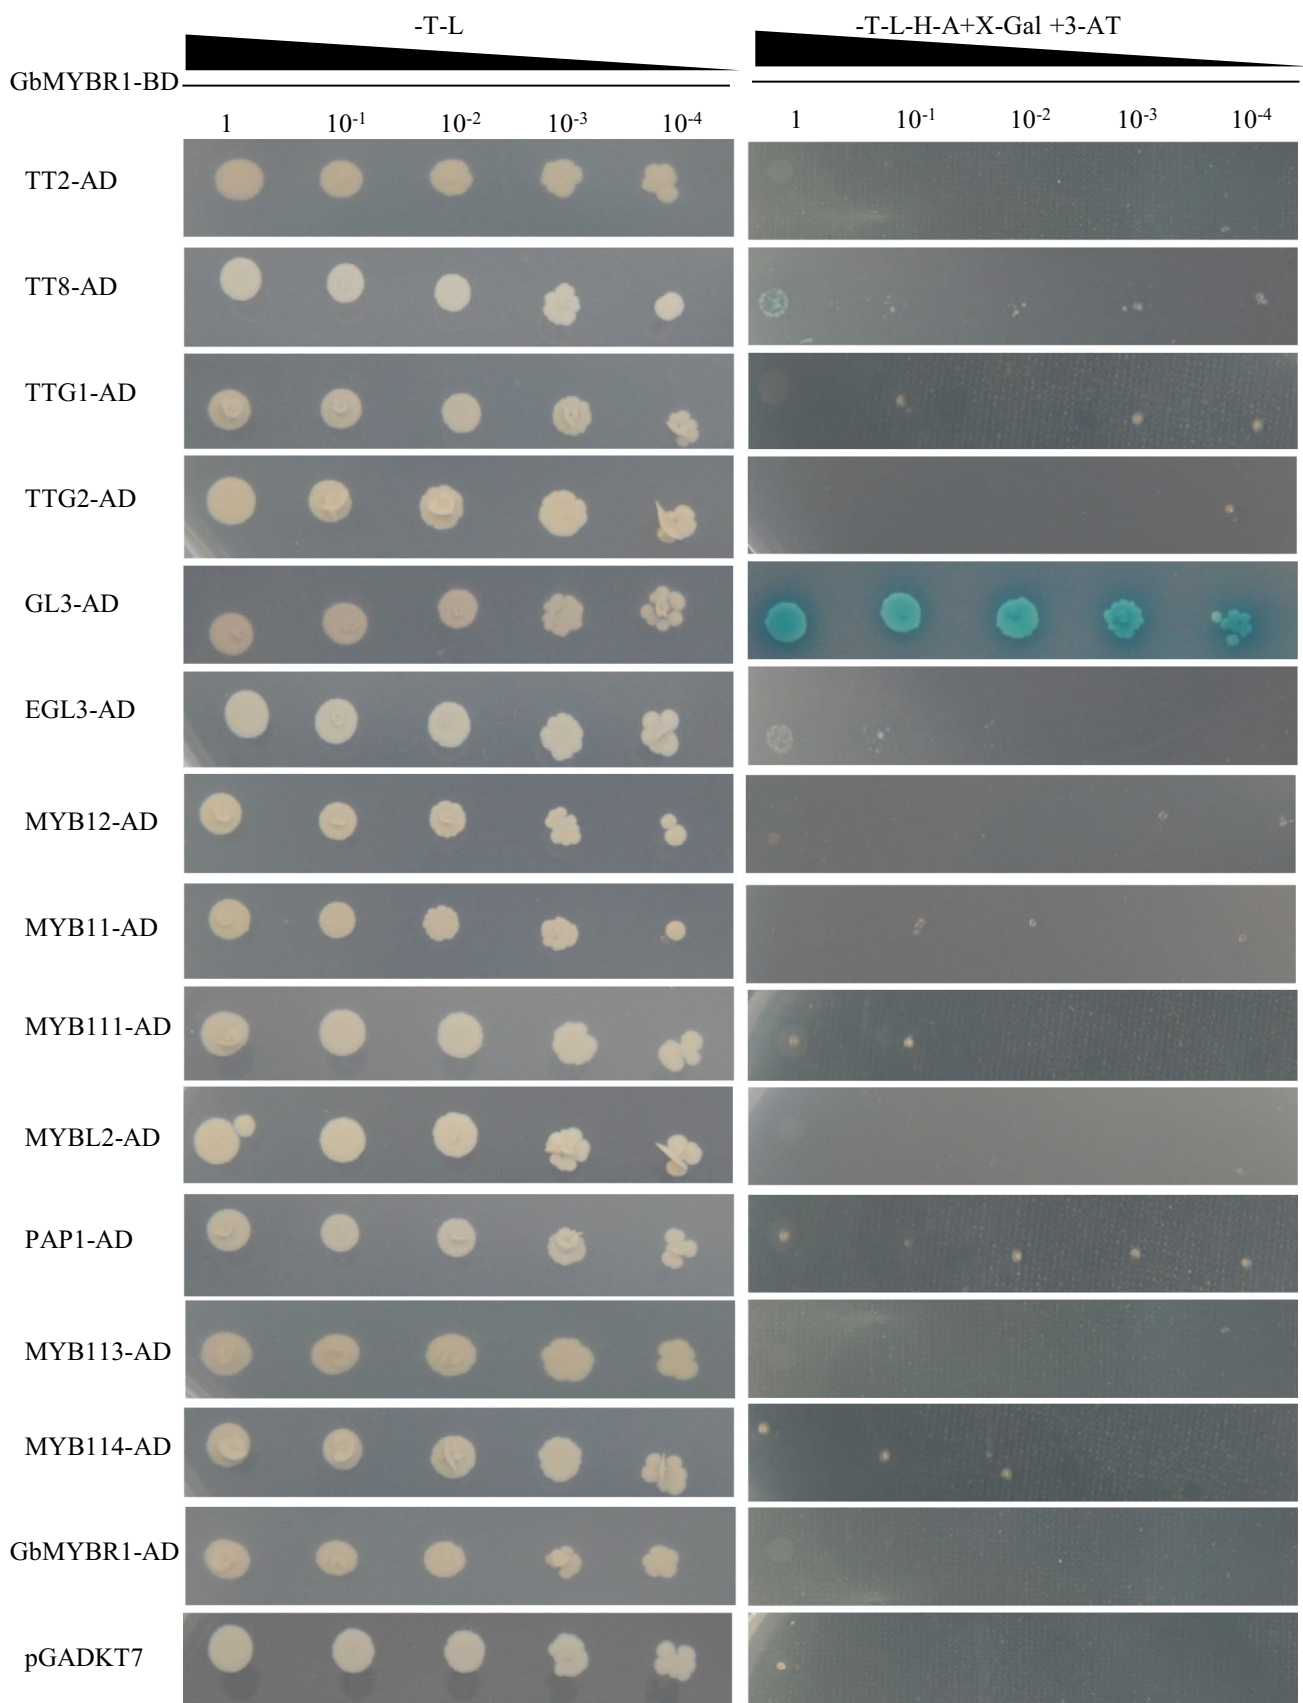 -T-L
-T-L-H-A+X-Gal +3-AT
GbMYBR1-BD
1 10-1 10-2 10-3 10-4
1 10-1 10-2 10-3 10-4
TT2-AD
TT8-AD
TTG1-AD
TTG2-AD
GL3-AD
EGL3-AD
MYB12-AD
MYB11-AD
MYB111-AD
MYBL2-AD
PAP1-AD
MYB113-AD
MYB114-AD
GbMYBR1-AD
pGADKT7